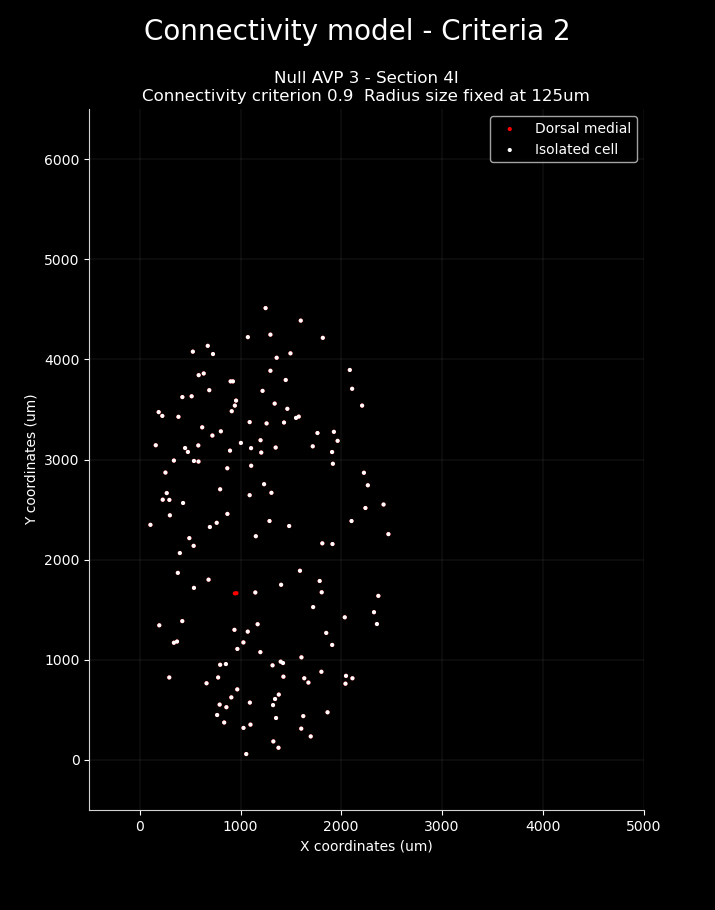 Connectivity model - Criteria 2
Null AVP 3 - Section 4I
Connectivity criterion 0.9  Radius size fixed at 125um
Dorsal medial
Isolated cell
6000
5000
4000
3000
2000
1000
0
Y coordinates (um)
0 1000 2000 3000 4000 5000
X coordinates (um)